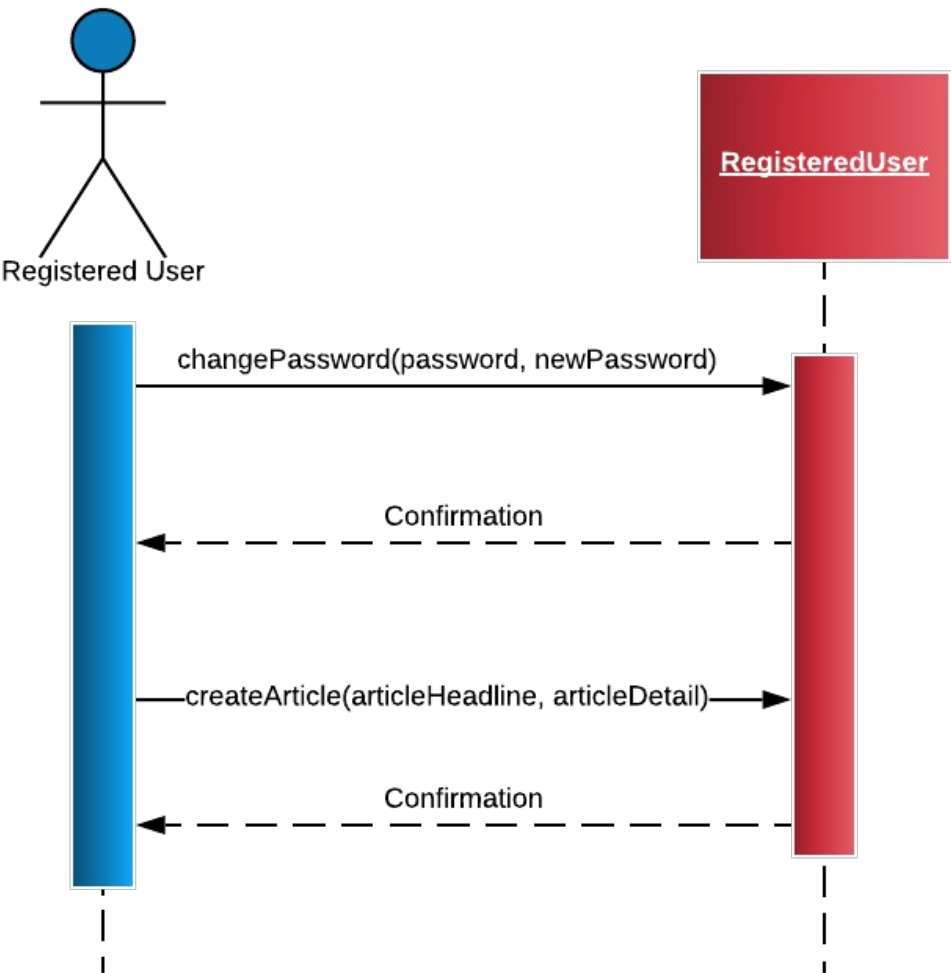 RegisteredUser
Registered User
changePassword(password, newPassword)
Confirmation
createArticle(articleHeadline, articleDetail)
Confirmation